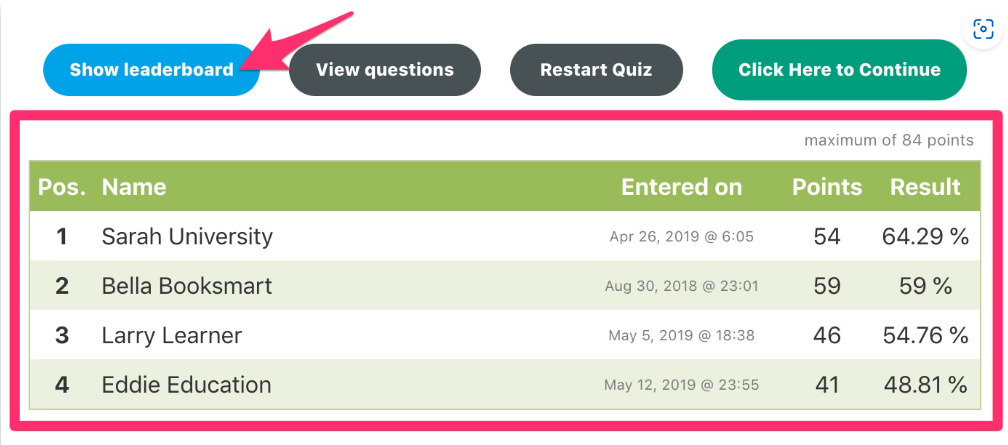 Show leaderboard View questions Restart Quiz Click Here to Continue
maximum of 84 points
Pos. Name Entered on Points Result
1 Sarah University Apr 26, 2019 @ 6:05 54 64.29 %
2 Bella Booksmart Aug 30, 2018 @ 23:01 59 59 %
3 Larry Learner May 5, 2019 @ 18:38 46 54.76 %
4 Eddie Education May 12, 2019 @ 23:55 41 48.81 %